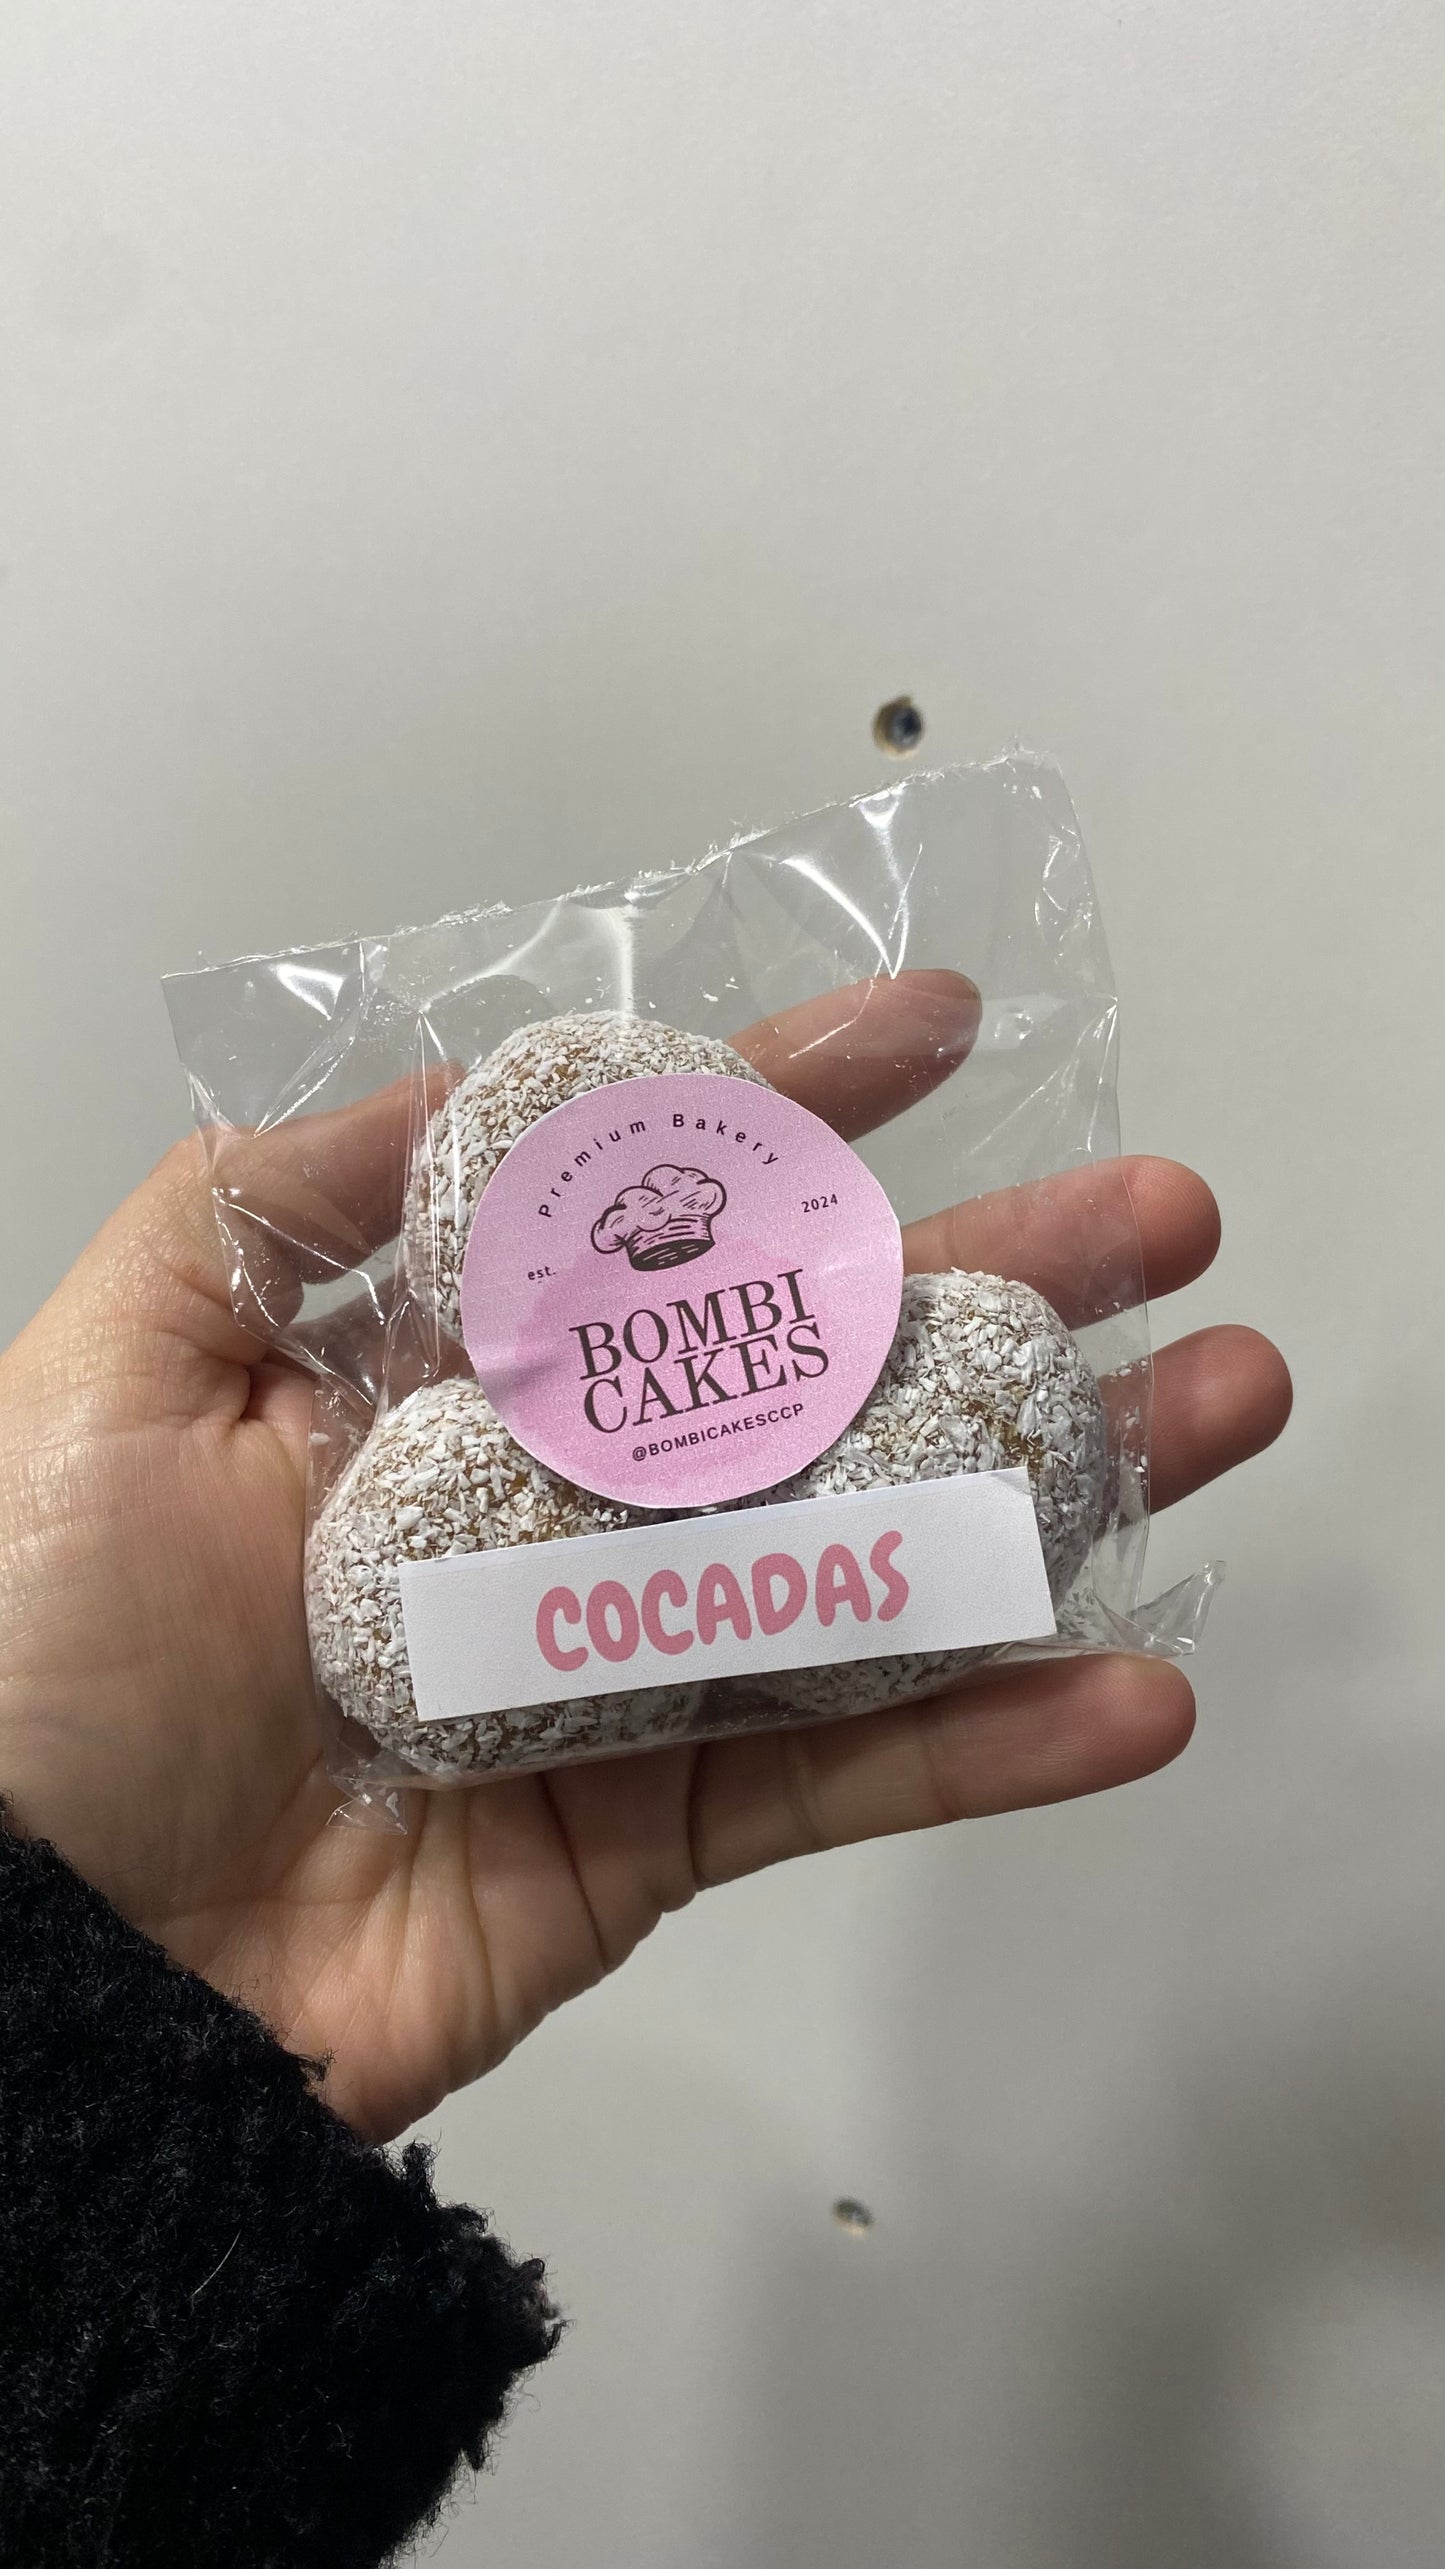 Premium Bakery
est. 2024
BOMBI
CAKES
@BOMBICAKESCCP
COCADAS